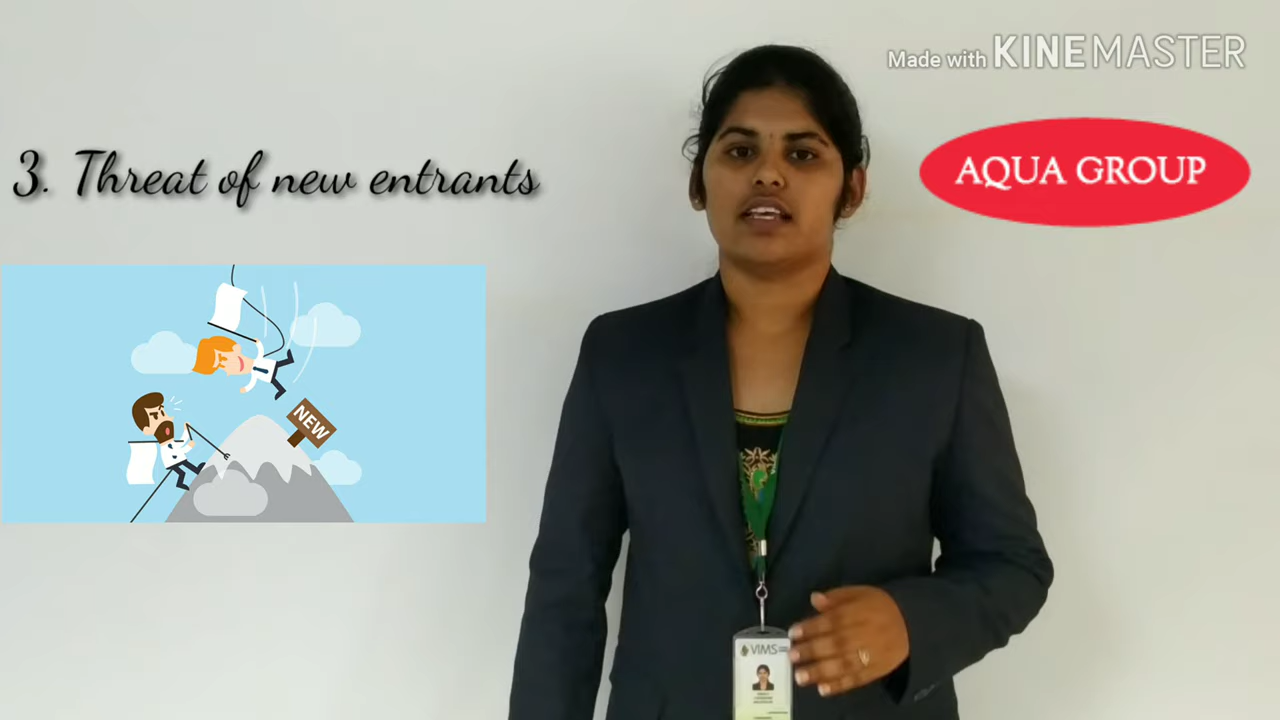 Made with KINEMASTER
3. Threat of new entrants
AQUA GROUP
NEW
VIMS